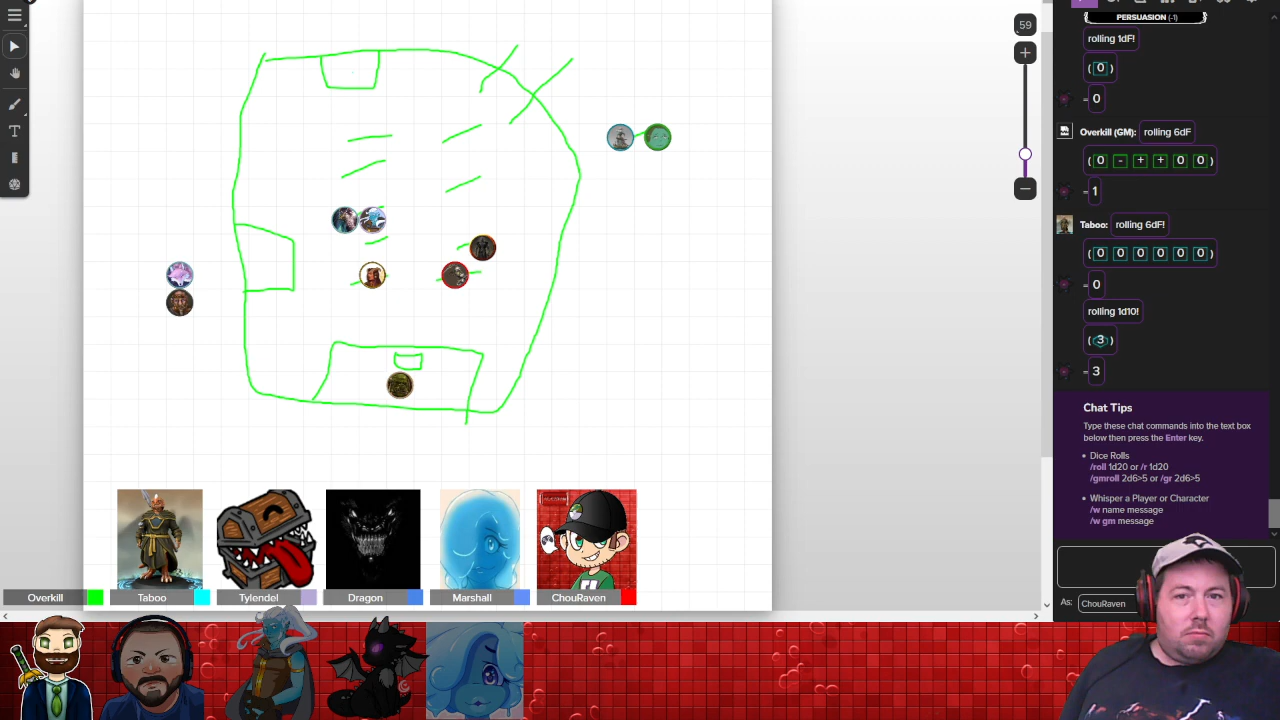 59
PERSUASION (-1)
rolling 1dF!
(0)
=0
Overkill (GM): rolling 6dF
(0 - + + 0 0)
=1
Taboo: rolling 6dF!
(0 0 0 0 0 0)
=0
rolling 1d10!
(3)
=3
Chat Tips
Type these chat commands into the text box
below then press the Enter key.
• Dice Rolls
/roll 1d20 or /r 1d20
/gmroll 2d6>5 or /gr 2d6>5
• Whisper a Player or Character
/w name message
/w gm message
As: ChouRaven
Overkill
Taboo
Tylendel
Dragon
Marshall
ChouRaven